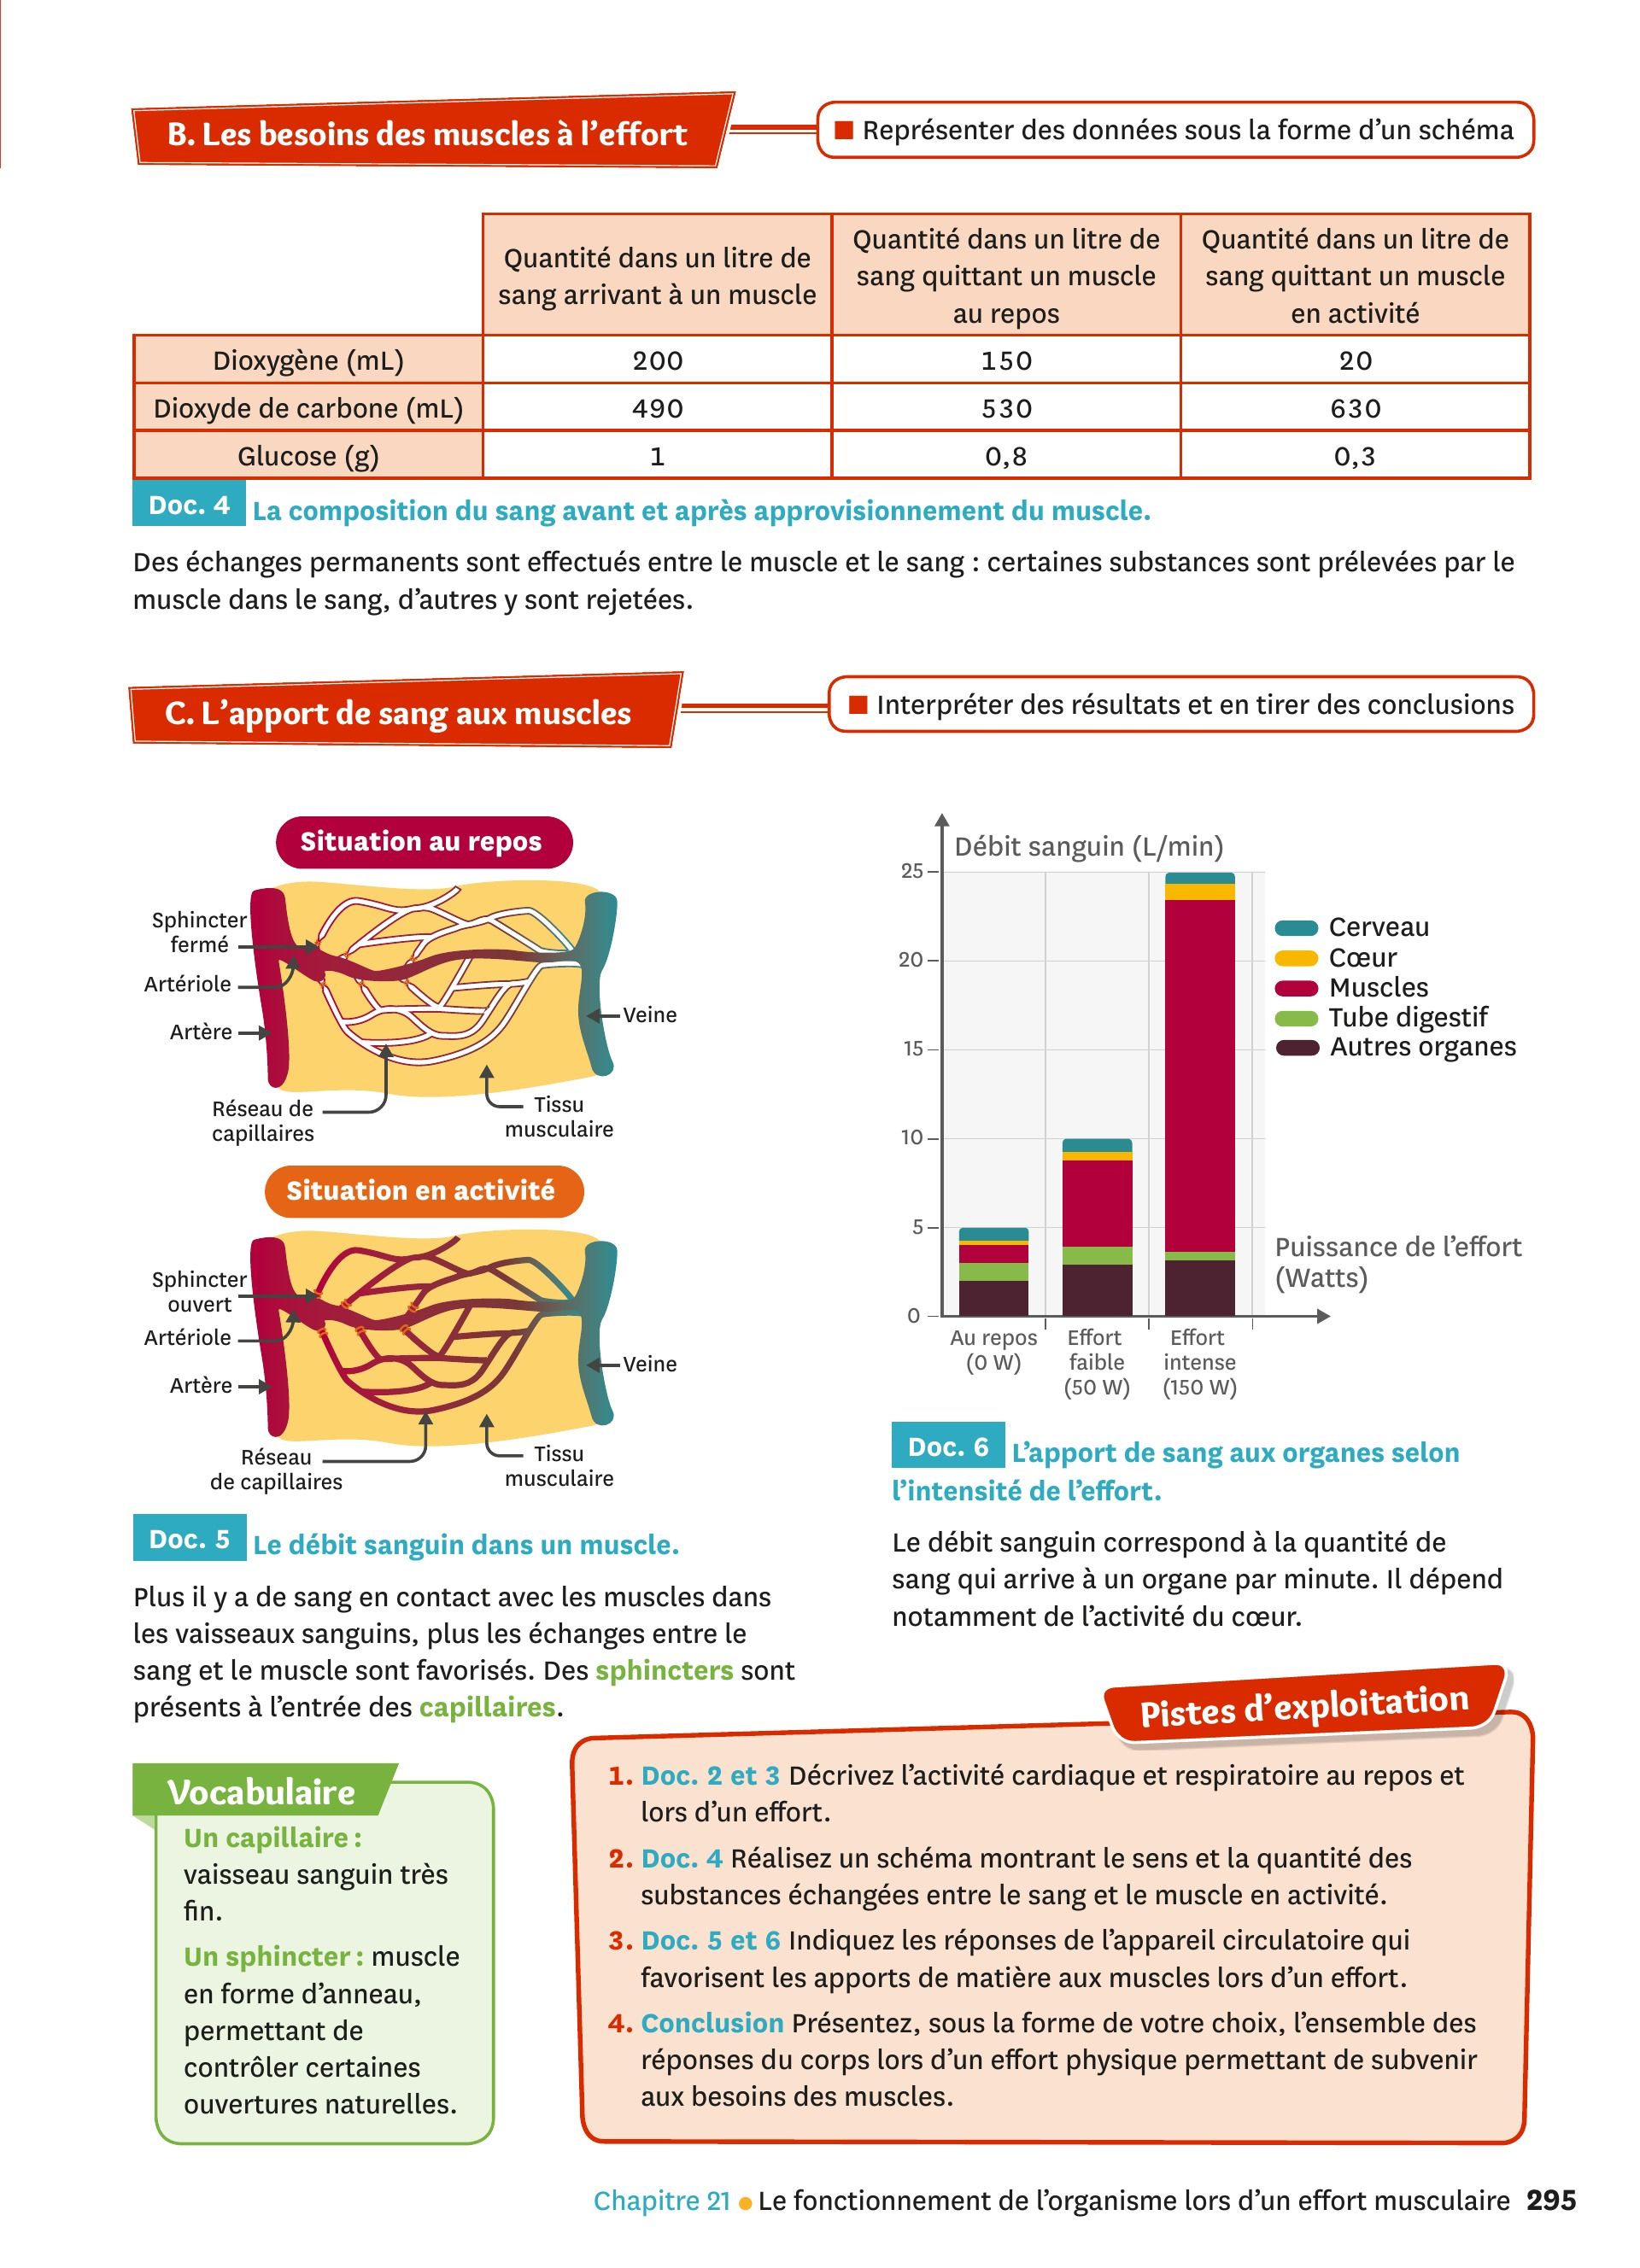 B. Les besoins des muscles à l'effort
■ Représenter des données sous la forme d'un schéma
Quantité dans un litre de
sang arrivant à un muscle
Quantité dans un litre de
sang quittant un muscle
au repos
Quantité dans un litre de
sang quittant un muscle
en activité
Dioxygène (mL) 200 150 20
Dioxyde de carbone (mL) 490 530 630
Glucose (g) 1 0,8 0,3
Doc. 4 La composition du sang avant et après approvisionnement du muscle.
Des échanges permanents sont effectués entre le muscle et le sang : certaines substances sont prélevées par le
muscle dans le sang, d'autres y sont rejetées.
C. L'apport de sang aux muscles
■ Interpréter des résultats et en tirer des conclusions
Situation au repos
Sphincter
fermé
Artériole
Artère
Veine
Réseau de
capillaires
Tissu
musculaire
Situation en activité
Sphincter
ouvert
Artériole
Artère
Veine
Réseau
de capillaires
Tissu
musculaire
Doc. 5 Le débit sanguin dans un muscle.
Plus il y a de sang en contact avec les muscles dans
les vaisseaux sanguins, plus les échanges entre le
sang et le muscle sont favorisés. Des sphincters sont
présents à l'entrée des capillaires.
Débit sanguin (L/min)
25
20
15
10
5
0
Cerveau
Cœur
Muscles
Tube digestif
Autres organes
Puissance de l'effort
(Watts)
Au repos
(0 W)
Effort
faible
(50 W)
Effort
intense
(150 W)
Doc. 6 L'apport de sang aux organes selon
l'intensité de l'effort.
Le débit sanguin correspond à la quantité de
sang qui arrive à un organe par minute. Il dépend
notamment de l'activité du cœur.
Vocabulaire
Un capillaire :
vaisseau sanguin très
fin.
Un sphincter : muscle
en forme d'anneau,
permettant de
contrôler certaines
ouvertures naturelles.
Pistes d'exploitation
1. Doc. 2 et 3 Décrivez l'activité cardiaque et respiratoire au repos et
lors d'un effort.
2. Doc. 4 Réalisez un schéma montrant le sens et la quantité des
substances échangées entre le sang et le muscle en activité.
3. Doc. 5 et 6 Indiquez les réponses de l'appareil circulatoire qui
favorisent les apports de matière aux muscles lors d'un effort.
4. Conclusion Présentez, sous la forme de votre choix, l'ensemble des
réponses du corps lors d'un effort physique permettant de subvenir
aux besoins des muscles.
Chapitre 21 • Le fonctionnement de l'organisme lors d'un effort musculaire 295